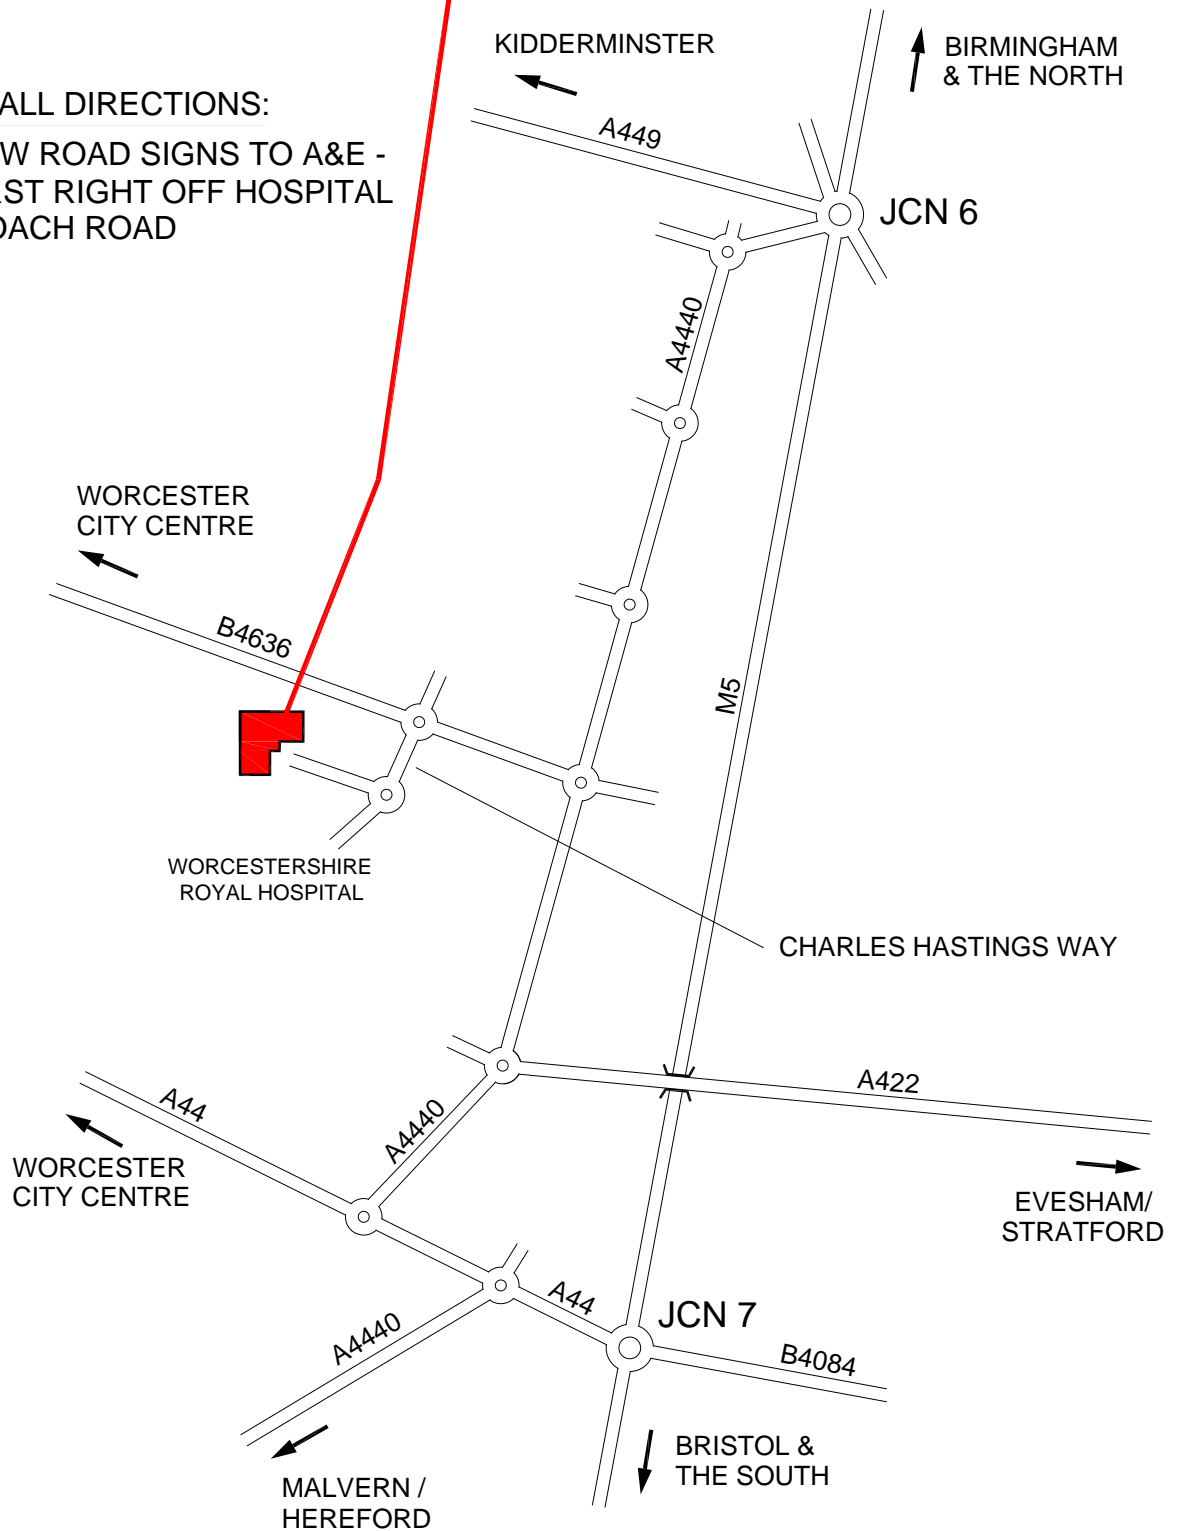 KIDDERMINSTER
BIRMINGHAM
& THE NORTH
ALL DIRECTIONS:
W ROAD SIGNS TO A&E -
RST RIGHT OFF HOSPITAL
OACH ROAD
A449
JCN 6
A4440
WORCESTER
CITY CENTRE
B4636
M5
WORCESTERSHIRE
ROYAL HOSPITAL
CHARLES HASTINGS WAY
A422
A44
A4440
WORCESTER
CITY CENTRE
EVESHAM/
STRATFORD
A44
JCN 7
A4440
B4084
BRISTOL &
THE SOUTH
MALVERN /
HEREFORD